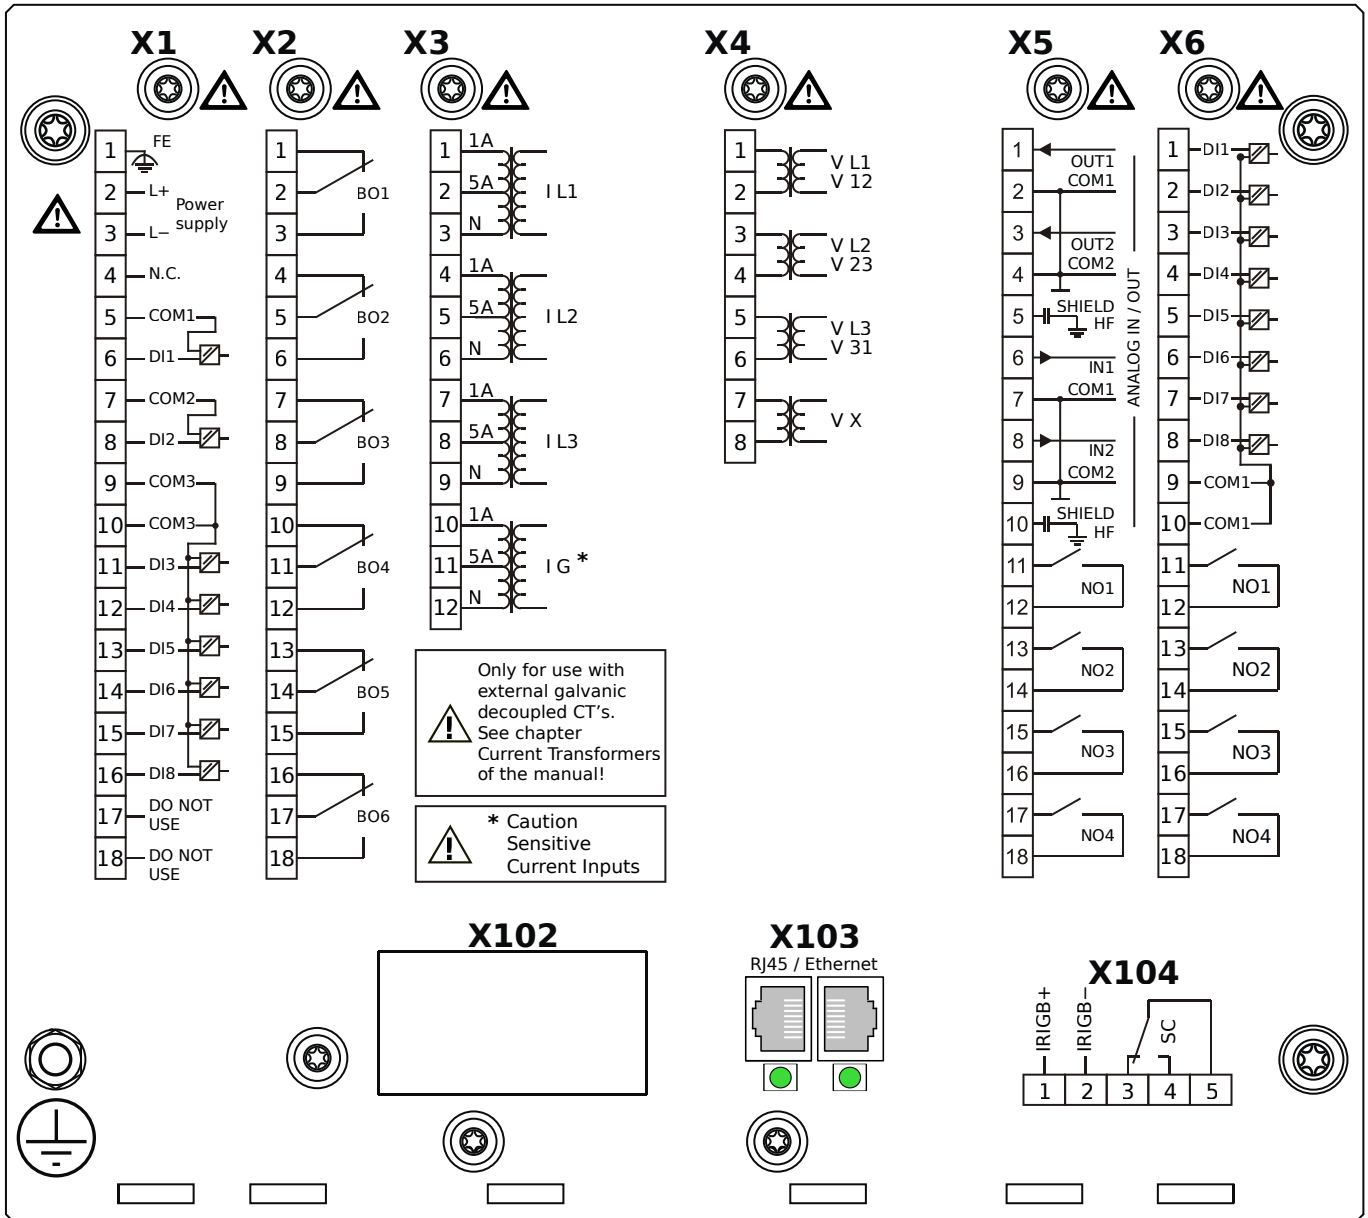 X1
1 FE
2 L+
Power
supply
3 L−
4 N.C.
5 COM1
6 DI1
7 COM2
8 DI2
9 COM3
10 COM3
11 DI3
12 DI4
13 DI5
14 DI6
15 DI7
16 DI8
17 DO NOT
USE
18 DO NOT
USE
X2
1
2 BO1
3
4
5 BO2
6
7
8 BO3
9
10
11 BO4
12
13
14 BO5
15
16
17 BO6
18
X3
1 1A
2 5A I L1
3 N
4 1A
5 5A I L2
6 N
7 1A
8 5A I L3
9 N
10 1A
11 5A I G *
12 N
Only for use with
external galvanic
decoupled CT's.
See chapter
Current Transformers
of the manual!
* Caution
Sensitive
Current Inputs
X4
1 V L1
2 V 12
3 V L2
4 V 23
5 V L3
6 V 31
7 V X
8
X5
1 OUT1
2 COM1
3 OUT2
4 COM2
5 SHIELD
HF
6 IN1
7 COM1
8 IN2
9 COM2
10 SHIELD
HF
ANALOG IN / OUT
11
NO1
12
13
NO2
14
15
NO3
16
17
NO4
18
X6
1 DI1
2 DI2
3 DI3
4 DI4
5 DI5
6 DI6
7 DI7
8 DI8
9 COM1
10 COM1
11
NO1
12
13
NO2
14
15
NO3
16
17
NO4
18
X102
X103
RJ45 / Ethernet
X104
IRIGB+
IRIGB−
SC
1 2 3 4 5